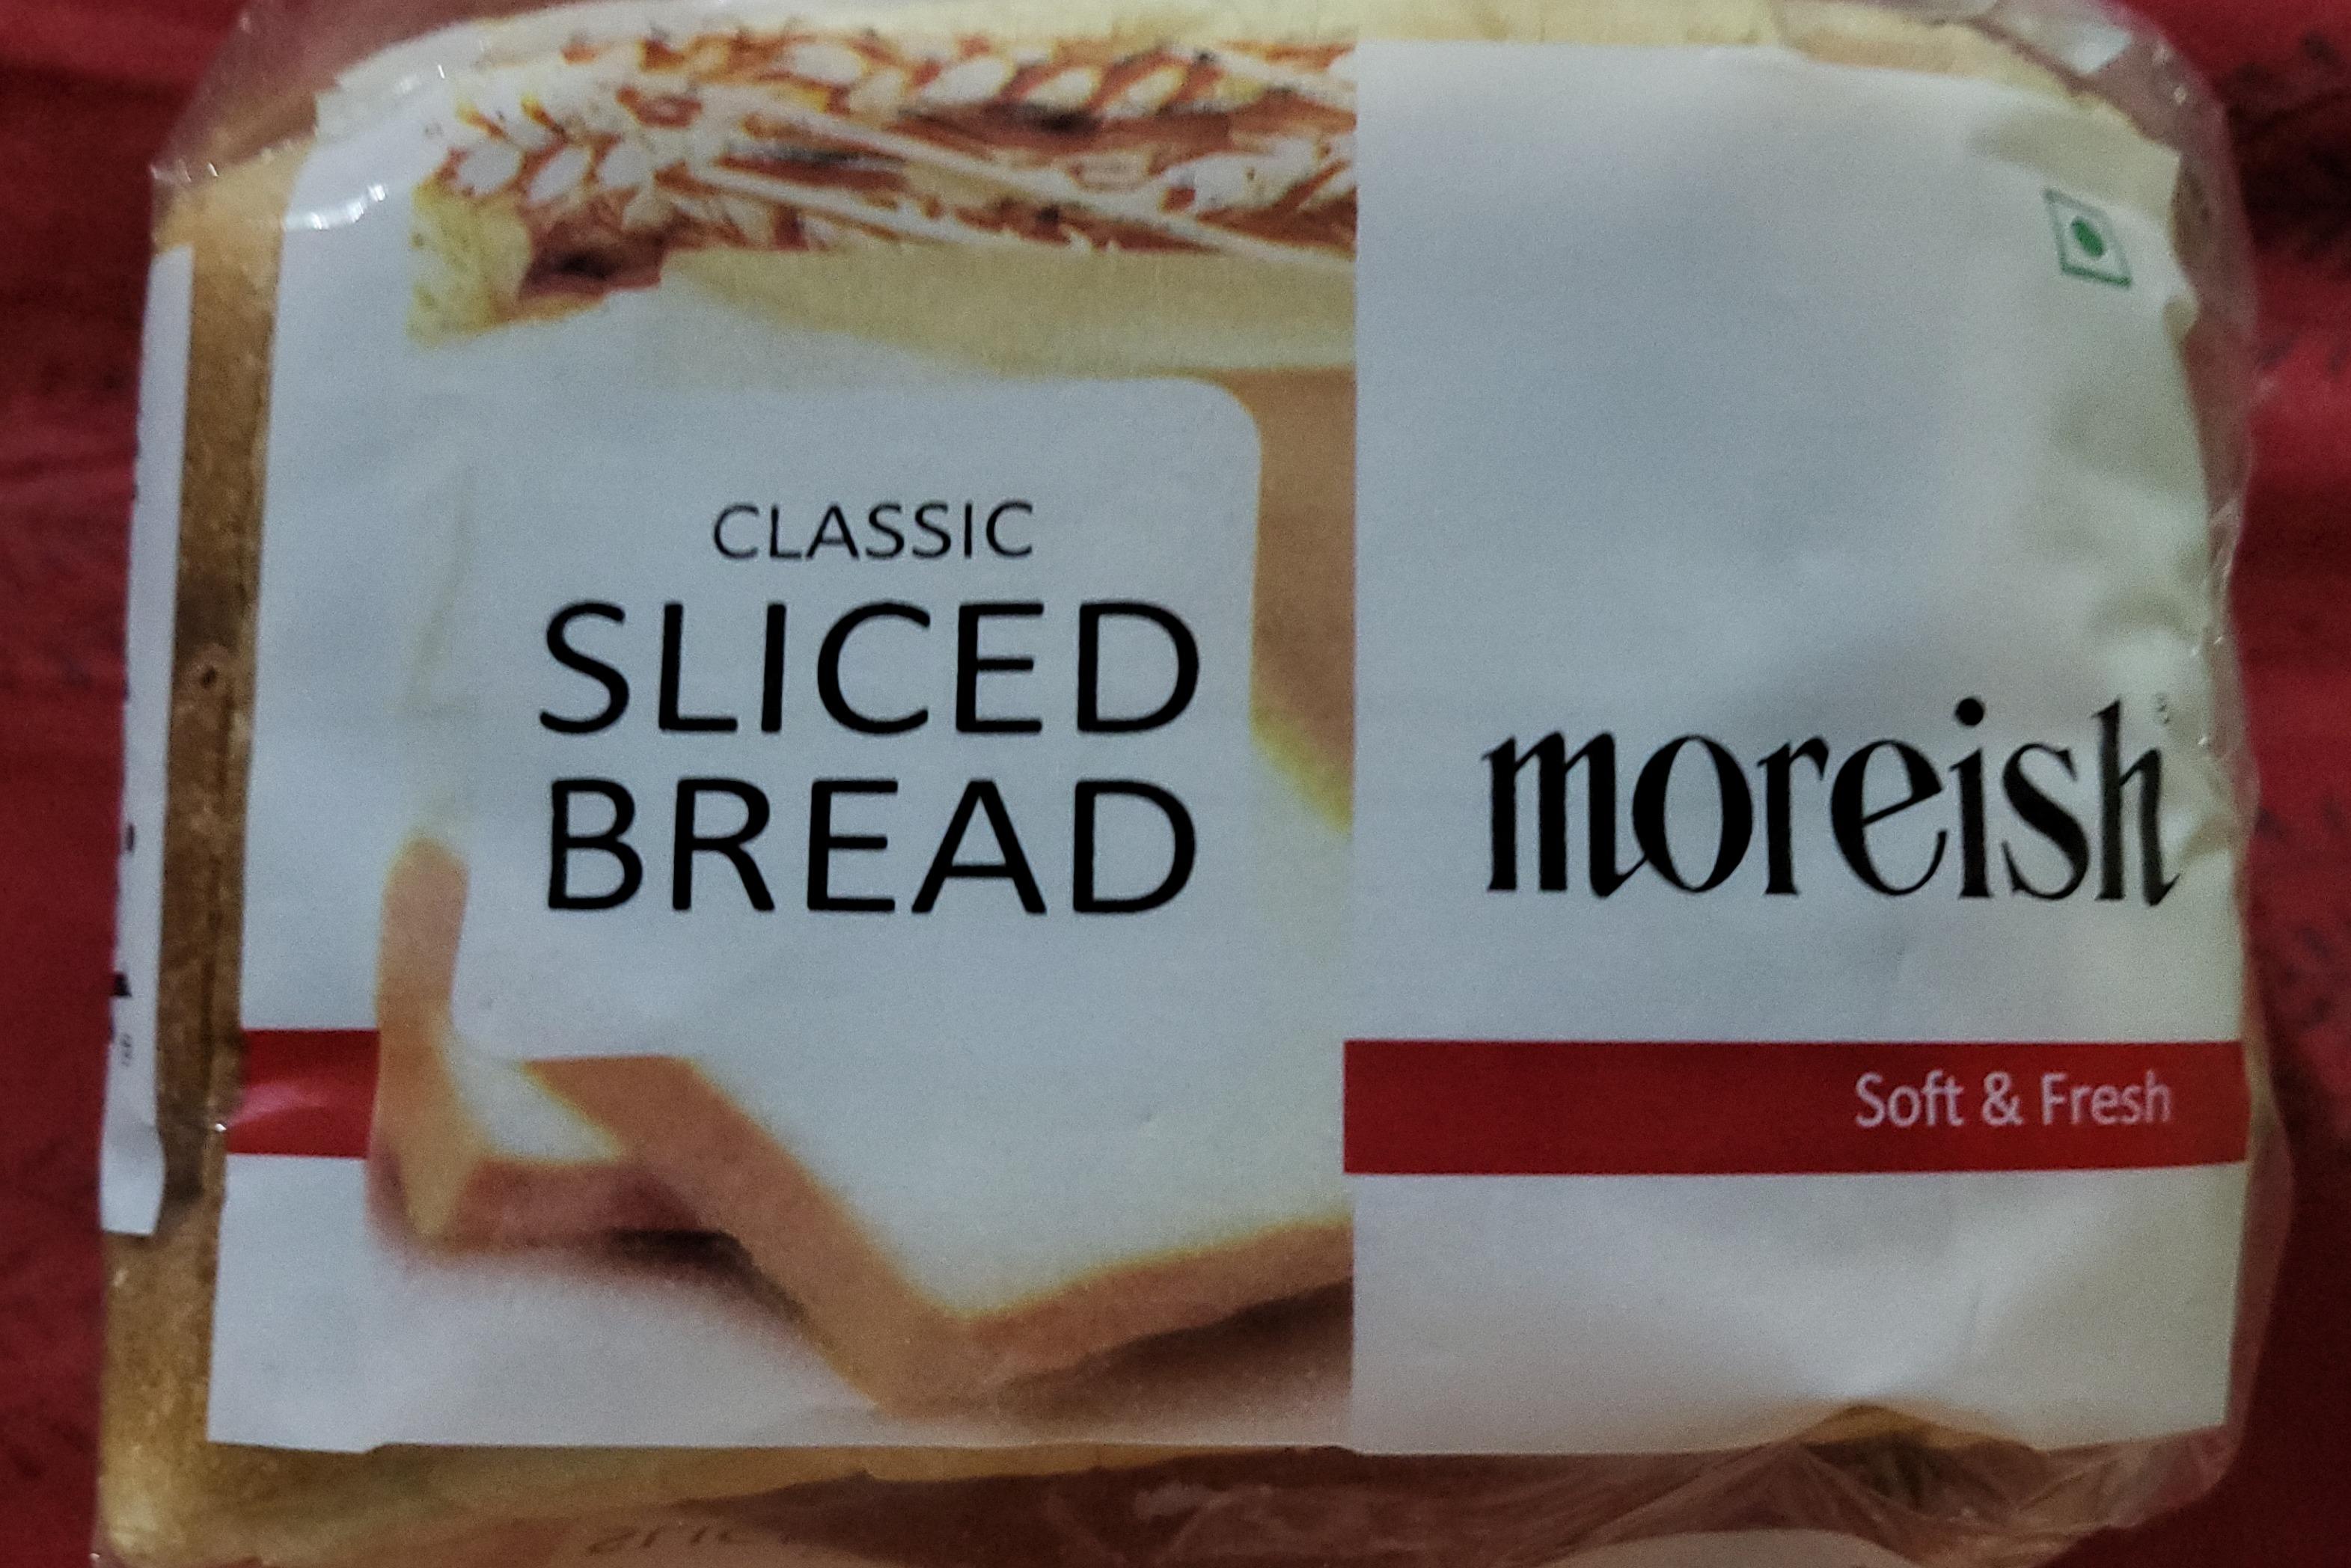 CLASSIC
SLICED
BREAD
moreish
Soft & Fresh